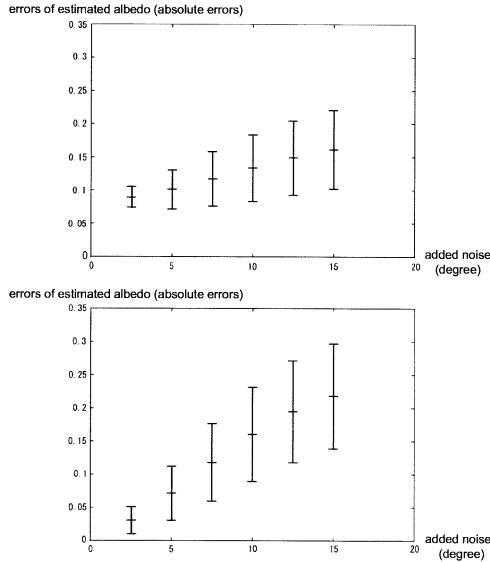 errors of estimated albedo (absolute errors)
0. 35
0. 3
0. 25
0. 2
0. 15
0. 1
0. 05
0
0 5 10 15 20
added noise
(degree)
errors of estimated albedo (absolute errors)
0. 35
0. 3
0. 25
0. 2
0. 15
0. 1
0. 05
0
0 5 10 15 20
added noise
(degree)